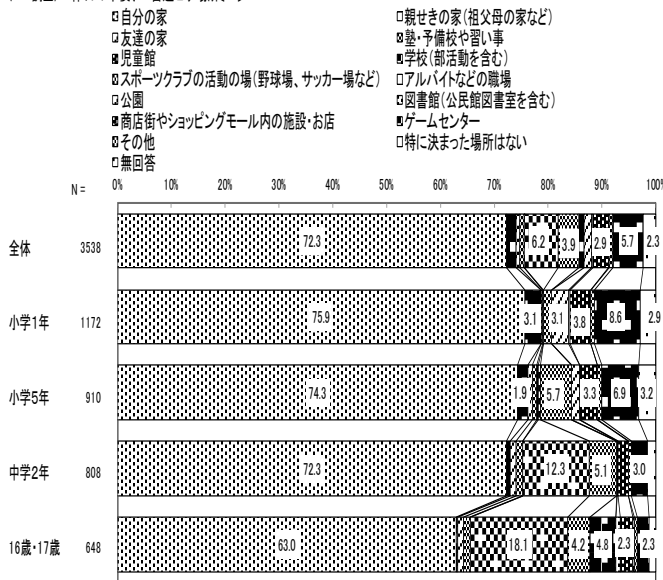 自分の家 親せきの家(祖父母の家など)
友達の家 塾・予備校や習い事
児童館 学校(部活動を含む)
スポーツクラブの活動の場(野球場、サッカー場など) アルバイトなどの職場
公園 図書館(公民館図書室を含む)
商店街やショッピングモール内の施設・お店 ゲームセンター
その他 特に決まった場所はない
無回答
N = 0% 10% 20% 30% 40% 50% 60% 70% 80% 90% 100%
全体 3538 72.3 6.2 3.9 2.9 5.7 2.3
小学1年 1172 75.9 3.1 3.1 3.8 8.6 2.9
小学5年 910 74.3 1.9 5.7 3.3 6.9 3.2
中学2年 808 72.3 12.3 5.1 3.0
16歳・17歳 648 63.0 18.1 4.2 4.8 2.3 2.3